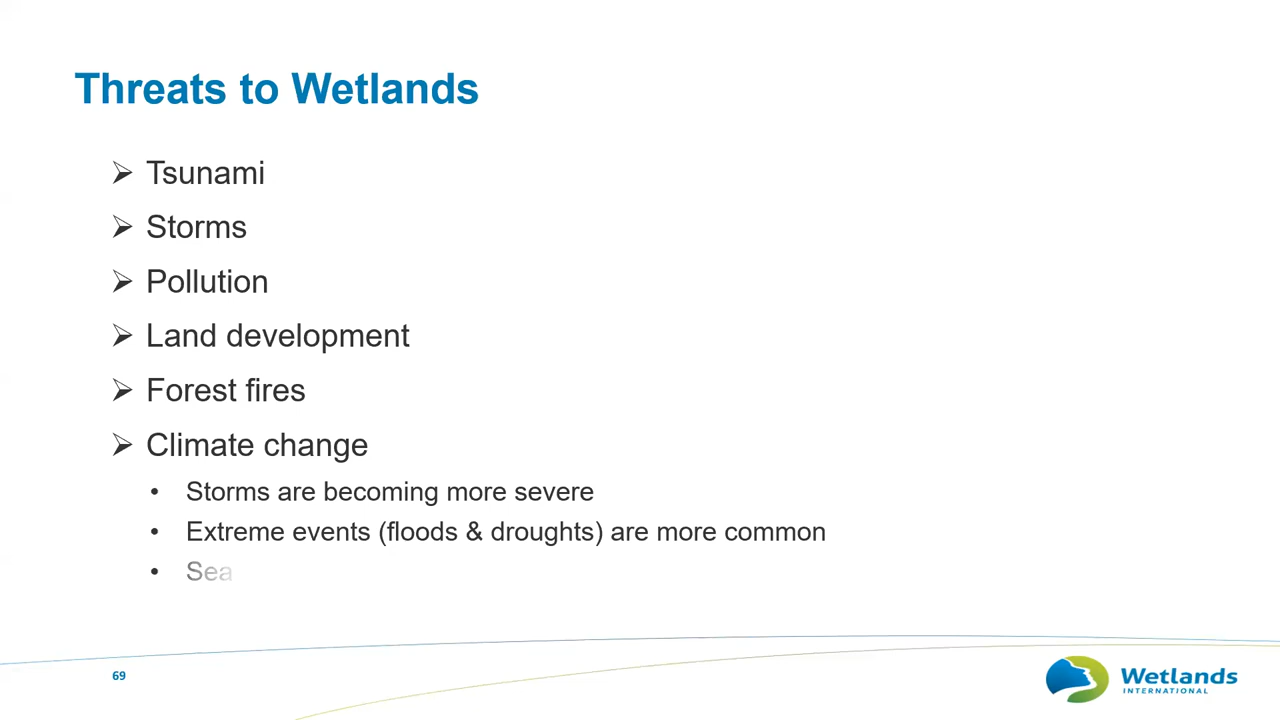 Threats to Wetlands
➢ Tsunami
➢ Storms
➢ Pollution
➢ Land development
➢ Forest fires
➢ Climate change
• Storms are becoming more severe
• Extreme events (floods & droughts) are more common
• Sea
69
Wetlands
INTERNATIONAL